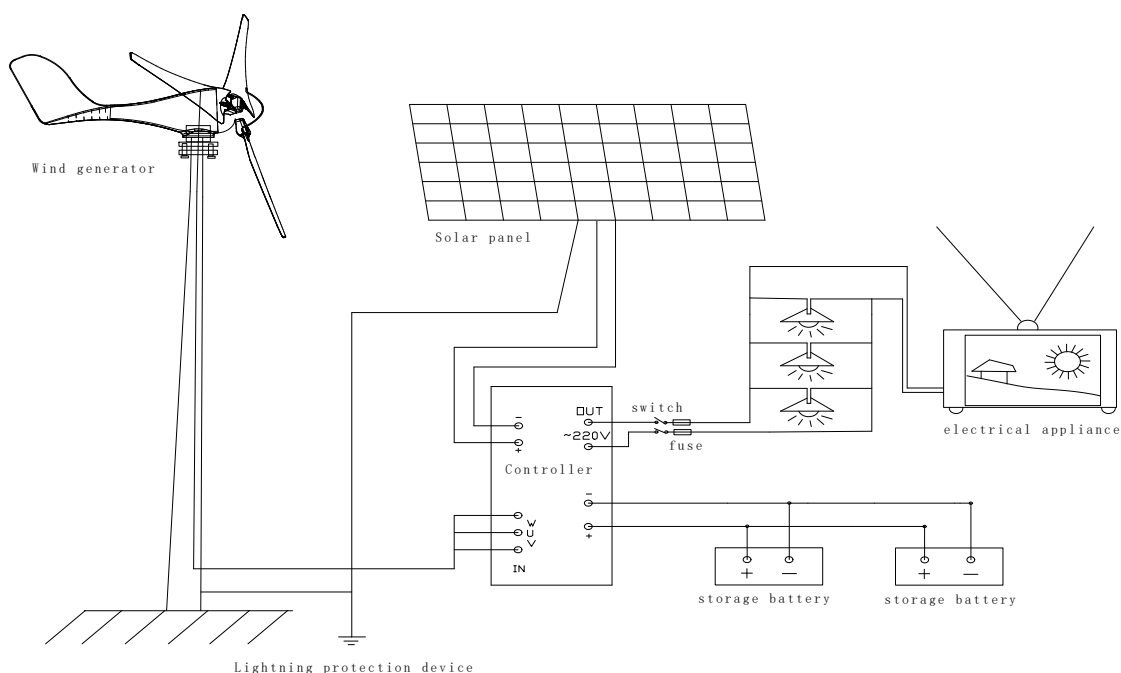 Wind generator
Solar panel
-
+
OUT
~220V
Controller
switch
fuse
electrical appliance
-
+
W
U
V
IN
+ -
storage battery
+ -
storage battery
Lightning protection device